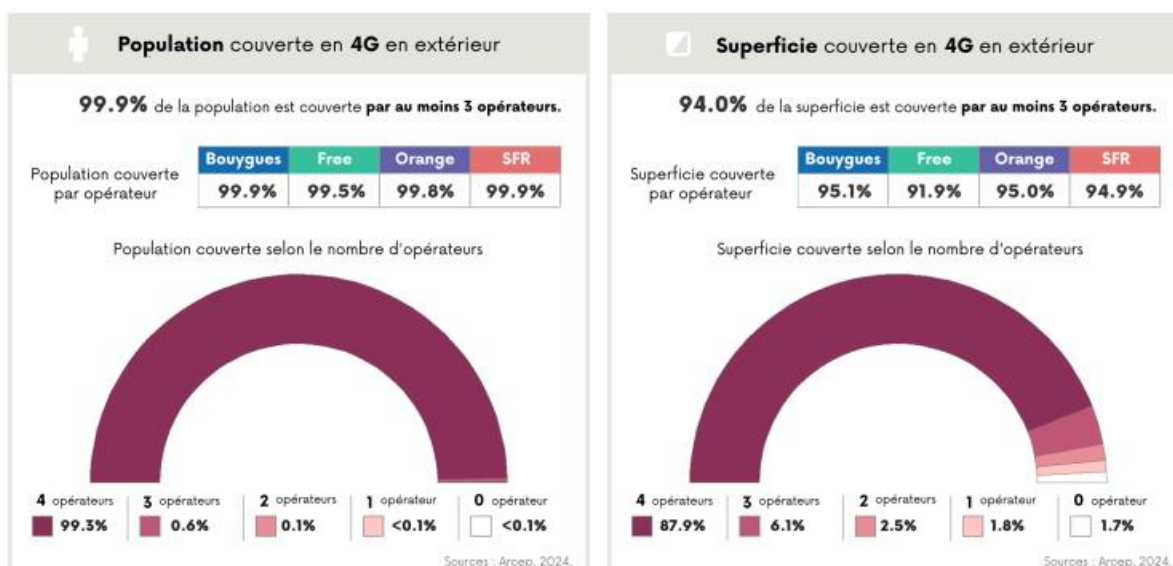 Population couverte en 4G en extérieur
99.9% de la population est couverte par au moins 3 opérateurs.
Population couverte
par opérateur
Bouygues Free Orange SFR
99.9% 99.5% 99.8% 99.9%
Population couverte selon le nombre d'opérateurs
4 opérateurs 3 opérateurs 2 opérateurs 1 opérateur 0 opérateur
99.3% 0.6% 0.1% <0.1% <0.1%
Sources : Arcep, 2024.
Superficie couverte en 4G en extérieur
94.0% de la superficie est couverte par au moins 3 opérateurs.
Superficie couverte
par opérateur
Bouygues Free Orange SFR
95.1% 91.9% 95.0% 94.9%
Superficie couverte selon le nombre d'opérateurs
4 opérateurs 3 opérateurs 2 opérateurs 1 opérateur 0 opérateur
87.9% 6.1% 2.5% 1.8% 1.7%
Sources : Arcep, 2024.